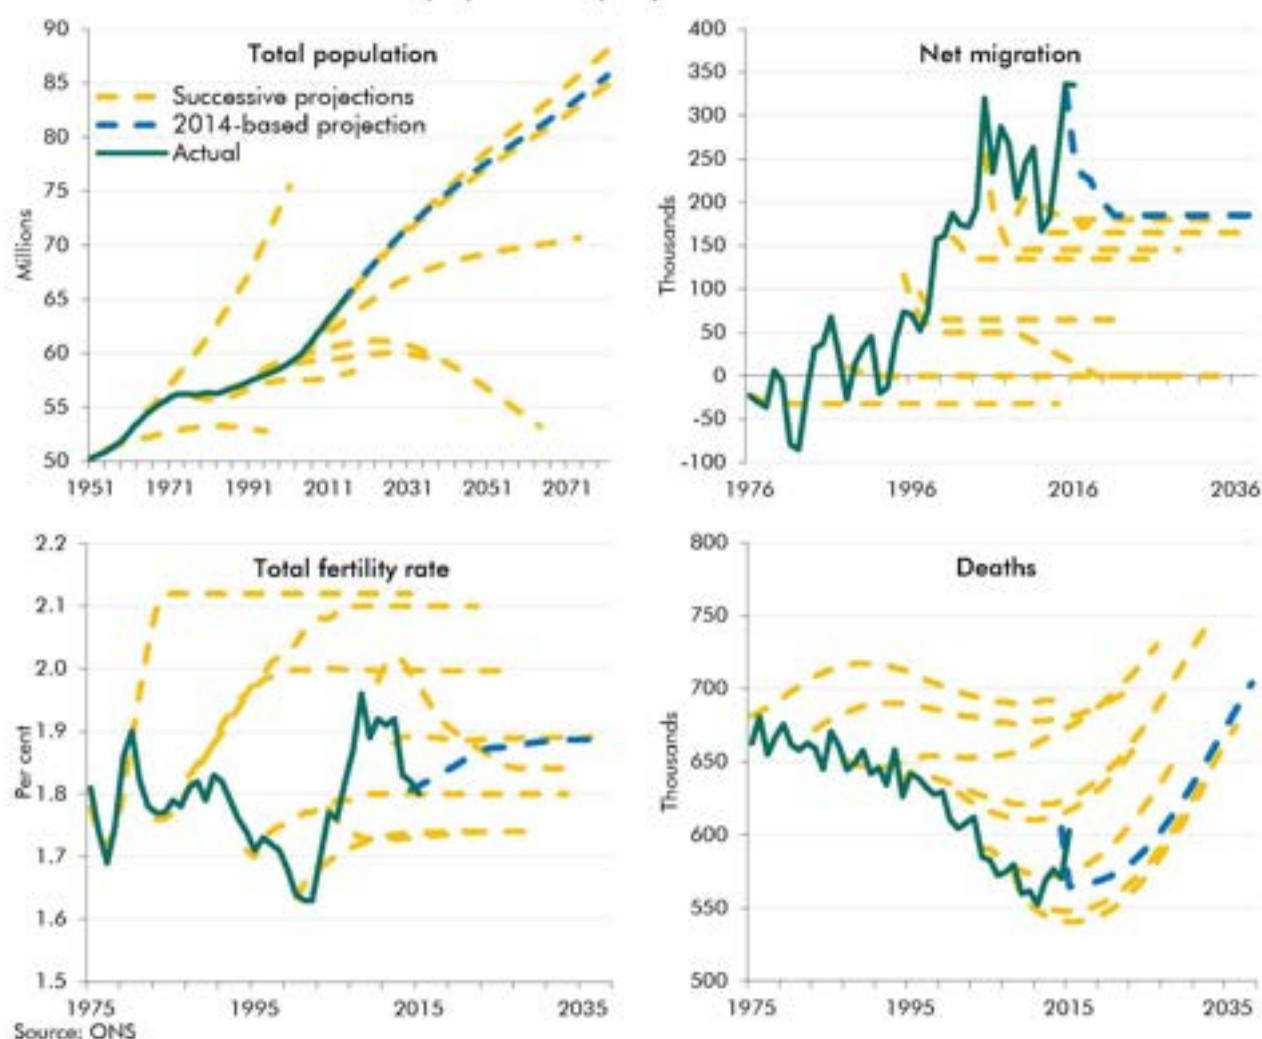 Total population
90
85
80
75
70
65
60
55
50
Millions
Successive projections
2014-based projection
Actual
1951 1971 1991 2011 2031 2051 2071
Net migration
400
350
300
250
200
150
100
50
0
-50
-100
Thousands
1976 1996 2016 2036
Total fertility rate
2.2
2.1
2.0
1.9
1.8
1.7
1.6
1.5
Per cent
1975 1995 2015 2035
Deaths
800
750
700
650
600
550
500
Thousands
1975 1995 2015 2035
Source: ONS